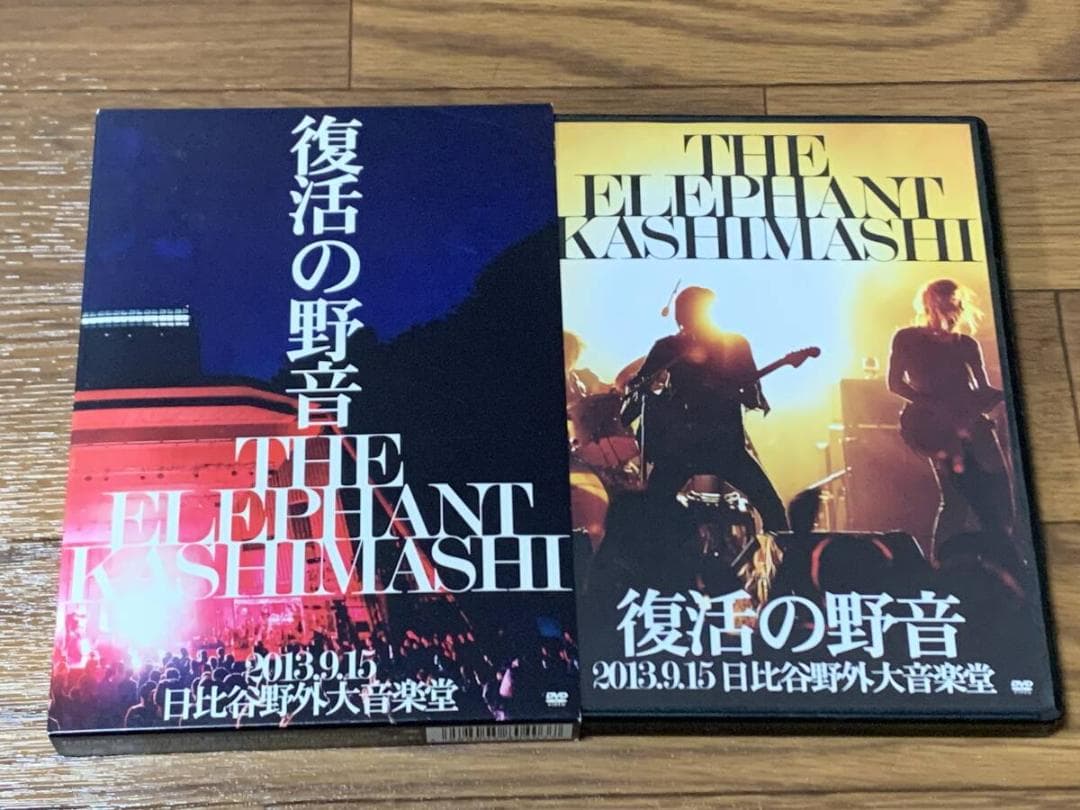 復活の野音
THE
ELEPHANT
KASHIMASHI
2013.9.15
日比谷野外大音楽堂
DVD
THE
ELEPHANT
KASHIMASHI
復活の野音
2013.9.15 日比谷野外大音楽堂
DVD